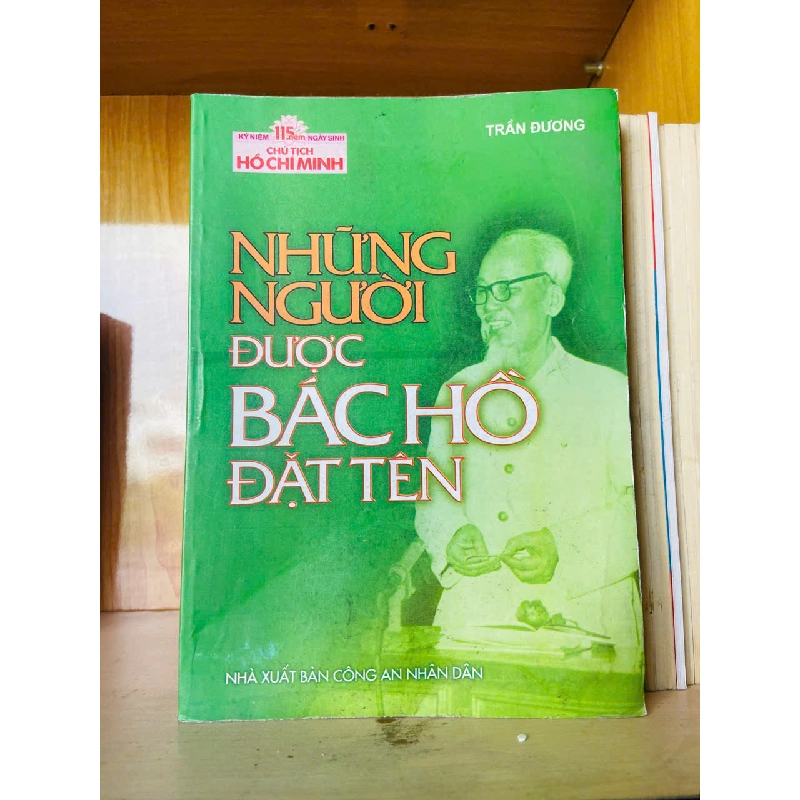 KỶ NIỆM 115 năm NGÀY SINH
CHỦ TỊCH
HỒ CHÍ MINH
TRẦN ĐƯƠNG
NHỮNG
NGƯỜI
ĐƯỢC
BÁC HỒ
ĐẶT TÊN
NHÀ XUẤT BẢN CÔNG AN NHÂN DÂN